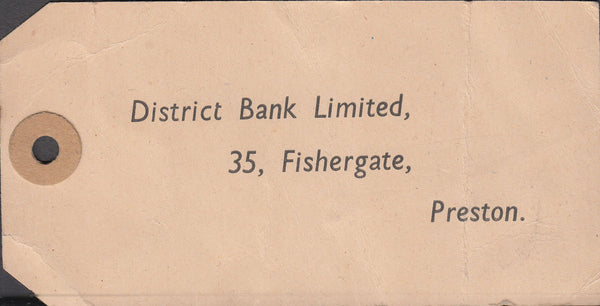 District Bank Limited,
35, Fishergate,
Preston.